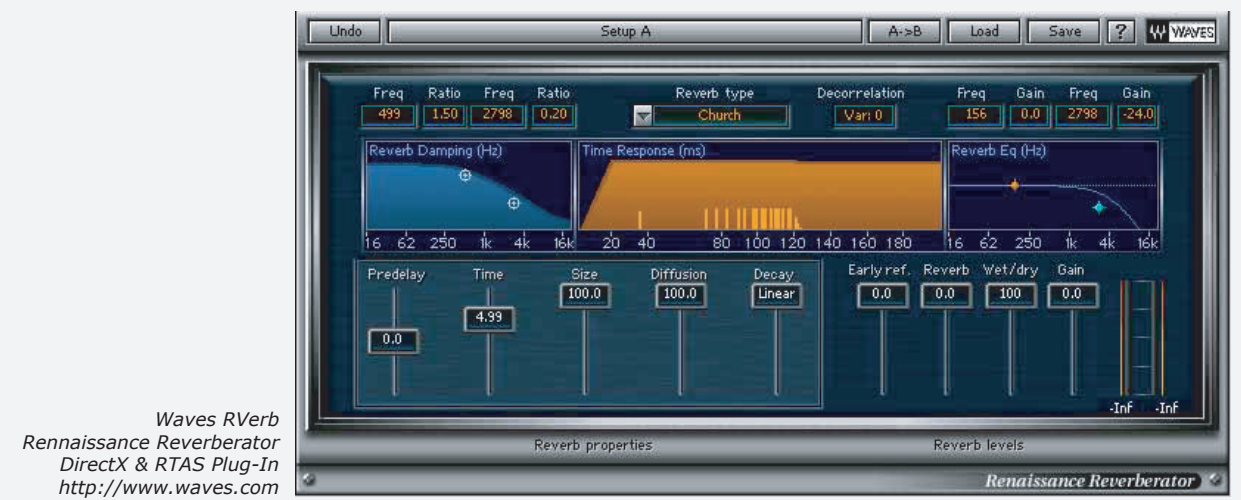 Undo Setup A A->B Load Save ? WAVES
Freq Ratio Freq Ratio Reverb type Decorrelation Freq Gain Freq Gain
499 1.50 2798 0.20 Church Var: 0 156 0.0 2798 -24.0
Reverb Damping (Hz) Time Response (ms) Reverb Eq (Hz)
16 62 250 1k 4k 16k 20 40 80 100 120 140 160 180 16 62 250 1k 4k 16k
Predelay Time Size Diffusion Decay Early ref. Reverb Wet/dry Gain
100.0 100.0 Linear 0.0 0.0 100 0.0
4.99
0.0
-Inf -Inf
Reverb properties Reverb levels
Renaissance Reverberator
Waves RVerb
Rennaissance Reverberator
DirectX & RTAS Plug-In
http://www.waves.com